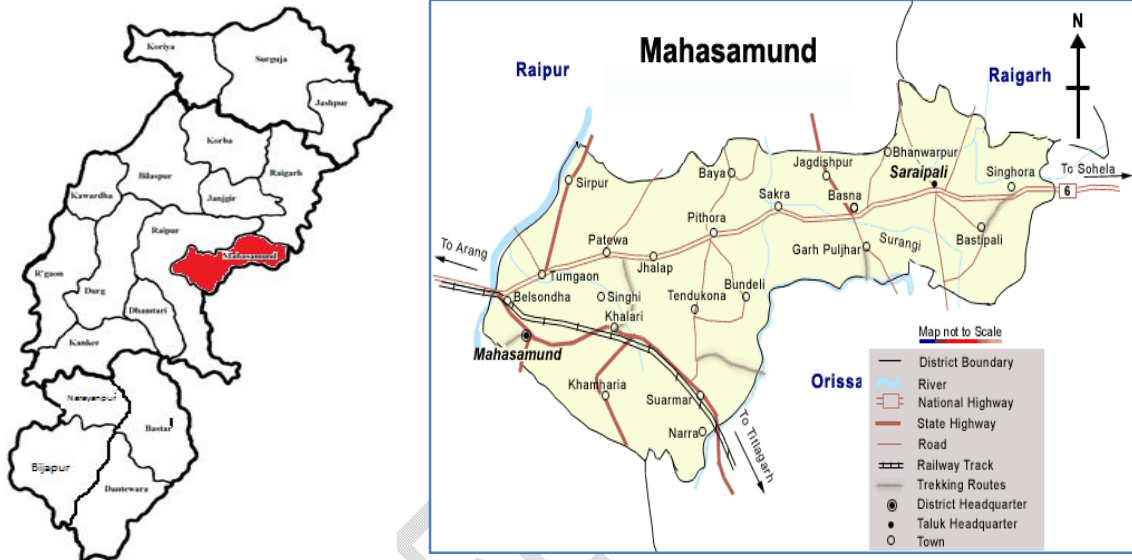 Koriya
Surguja
Jashpur
Korba
Raigarh
Bilaspur
Kawardha
Janjgir
Raipur
Mahasamund
R'gaon
Durg
Dhamtari
Kanker
Narayanpur
Bastar
Bijapur
Dantewara
Mahasamund
N
Raipur
Raigarh
Bhanwarpur
Jagdishpur
Saraipali
Singhora
To Sohela
6
Baya
Sirpur
Sakra
Basna
Pithora
Bastipali
Patewa
Garh Puljhar
Surangi
To Arang
Jhalap
Tumgaon
Belsondha
Singhi
Tendukona
Bundeli
Khalari
Mahasamund
Orissa
Khamharia
Suarmar
Narra
To Titlagarh
Map not to Scale
District Boundary
River
National Highway
State Highway
Road
Railway Track
Trekking Routes
District Headquarter
Taluk Headquarter
Town